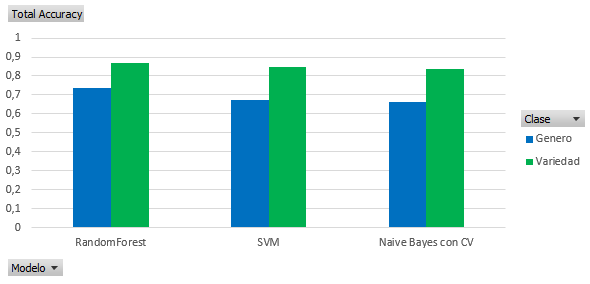 Total Accuracy
1
0,9
0,8
0,7
0,6
0,5
0,4
0,3
0,2
0,1
0
RandomForest SVM Naive Bayes con CV
Clase
Genero
Variedad
Modelo